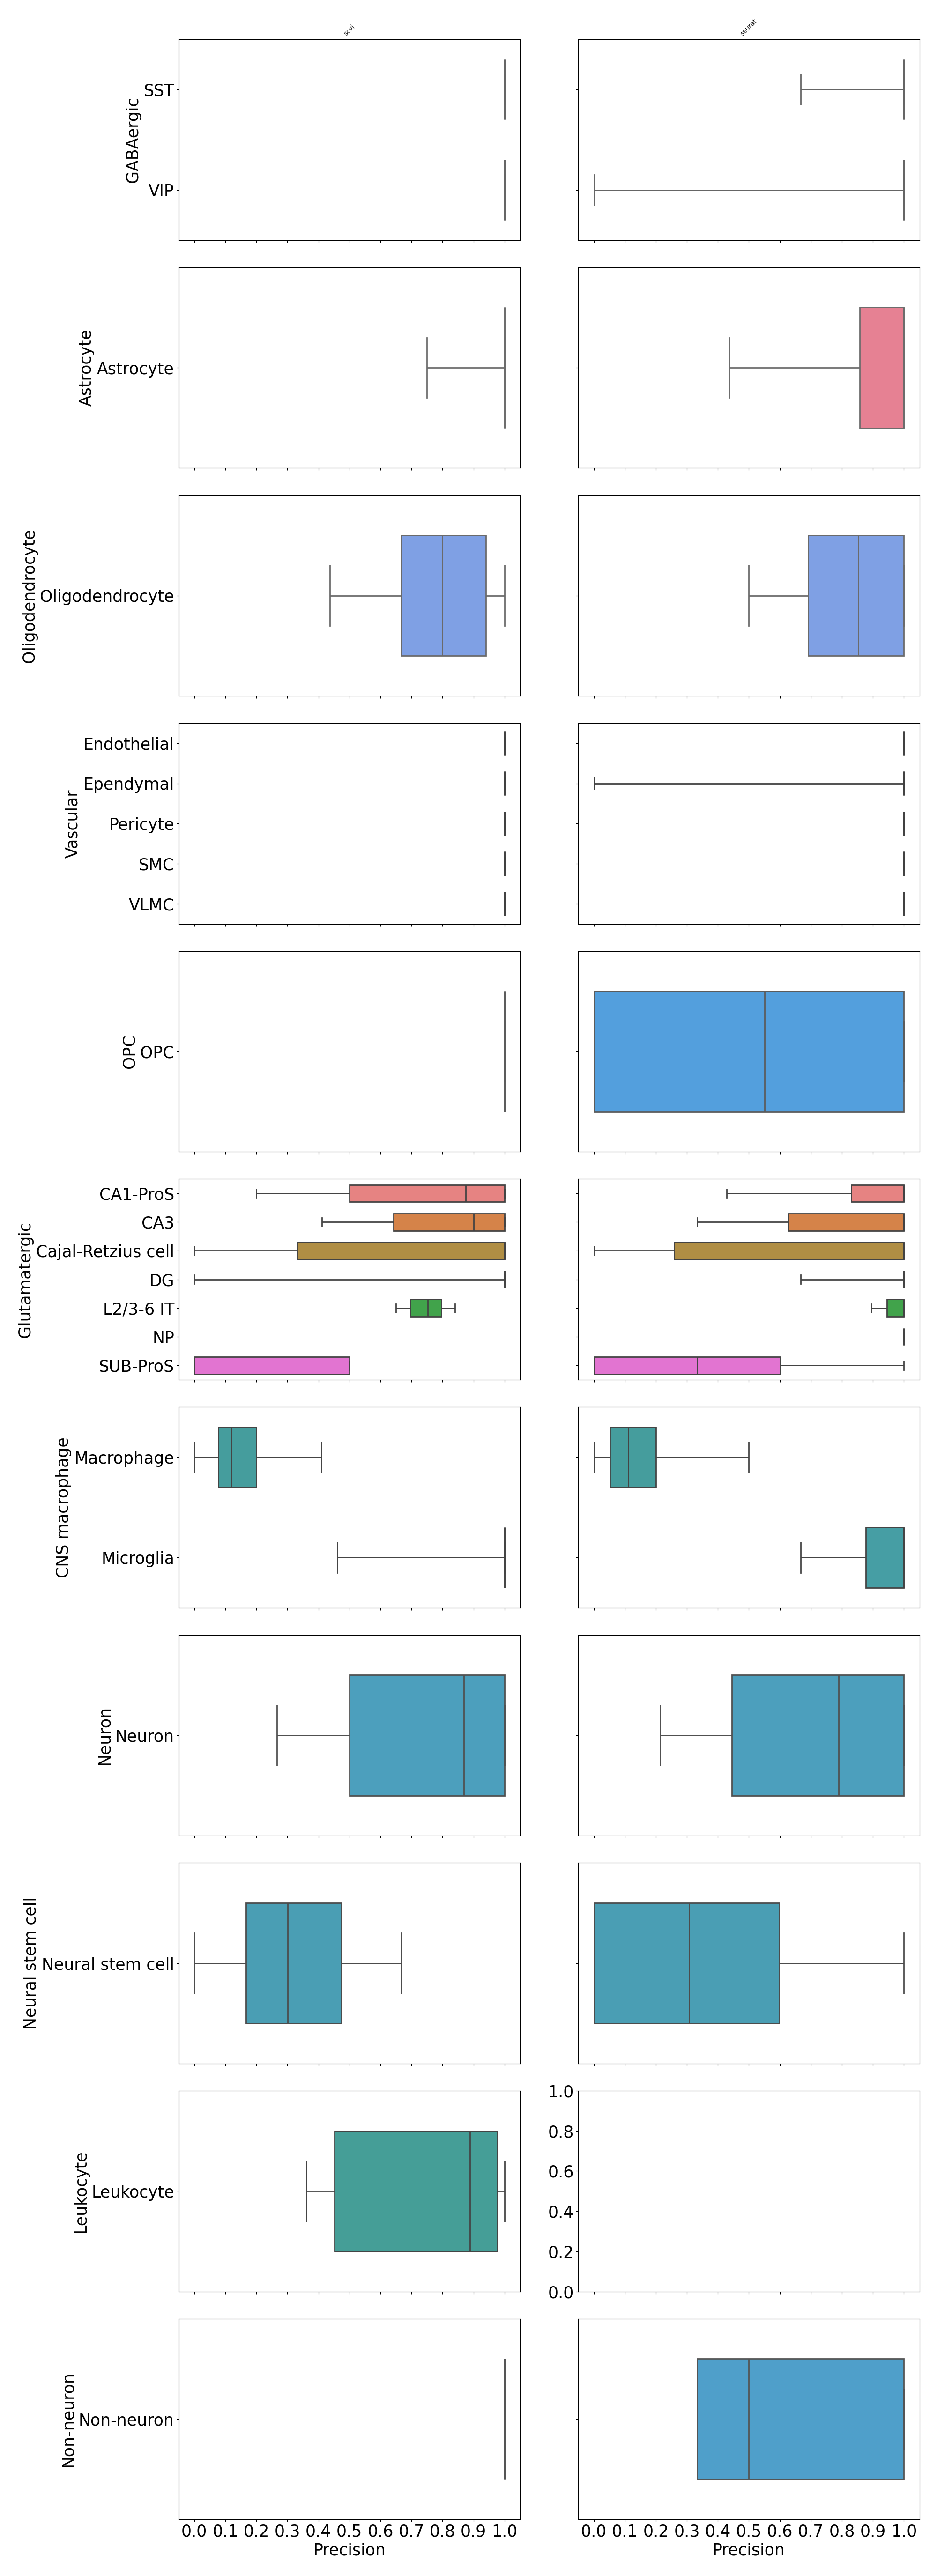 scvi
seurat
GABAergic
SST
VIP
Astrocyte
Astrocyte
Oligodendrocyte
Oligodendrocyte
Vascular
Endothelial
Ependymal
Pericyte
SMC
VLMC
OPC
OPC
Glutamatergic
CA1-ProS
CA3
Cajal-Retzius cell
DG
L2/3-6 IT
NP
SUB-ProS
CNS macrophage
Macrophage
Microglia
Neuron
Neuron
Neural stem cell
Neural stem cell
Leukocyte
Leukocyte
1.0
0.8
0.6
0.4
0.2
0.0
Non-neuron
Non-neuron
0.0 0.1 0.2 0.3 0.4 0.5 0.6 0.7 0.8 0.9 1.0
Precision
0.0 0.1 0.2 0.3 0.4 0.5 0.6 0.7 0.8 0.9 1.0
Precision